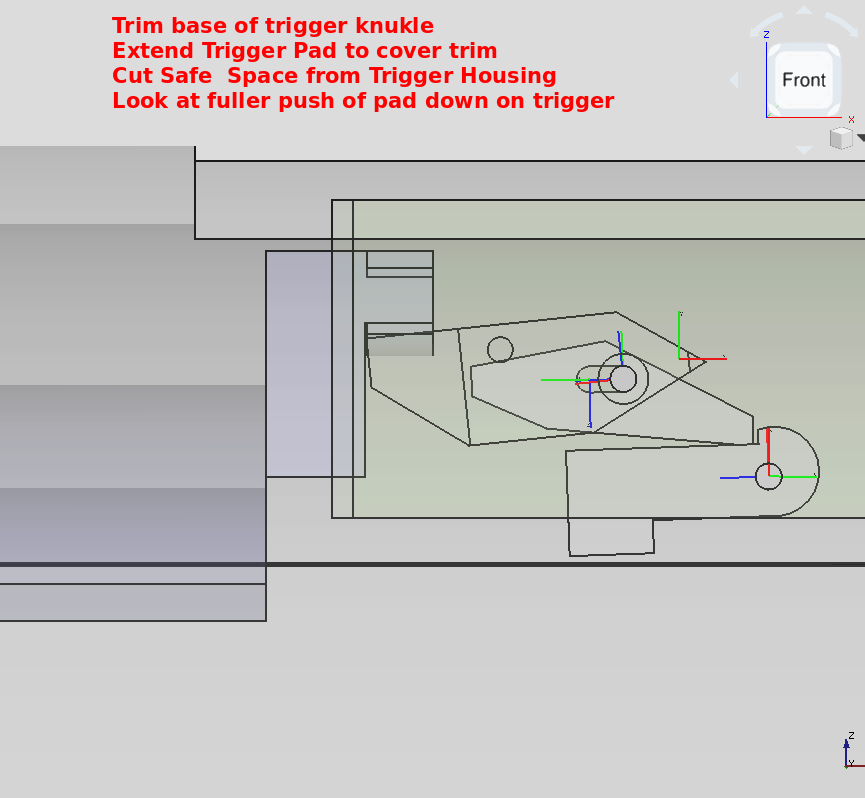 Trim base of trigger knukle
Extend Trigger Pad to cover trim
Cut Safe  Space from Trigger Housing
Look at fuller push of pad down on trigger
Z
Front
X
Z
Y